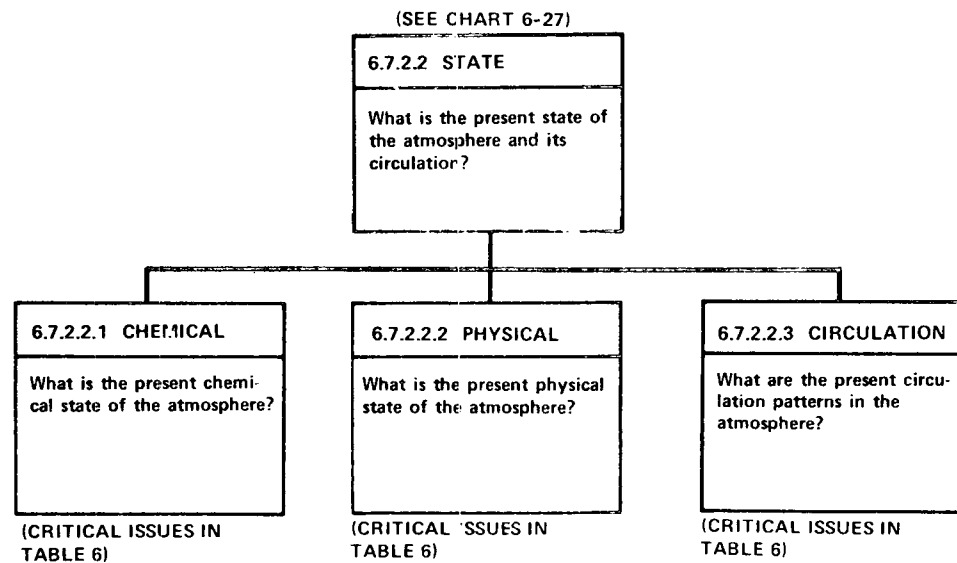 (SEE CHART 6-27)
6.7.2.2 STATE
What is the present state of
the atmosphere and its
circulation?
6.7.2.2.1 CHEMICAL
What is the present chemi-
cal state of the atmosphere?
(CRITICAL ISSUES IN
TABLE 6)
6.7.2.2.2 PHYSICAL
What is the present physical
state of the atmosphere?
(CRITICAL ISSUES IN
TABLE 6)
6.7.2.2.3 CIRCULATION
What are the present circu-
lation patterns in the
atmosphere?
(CRITICAL ISSUES IN
TABLE 6)